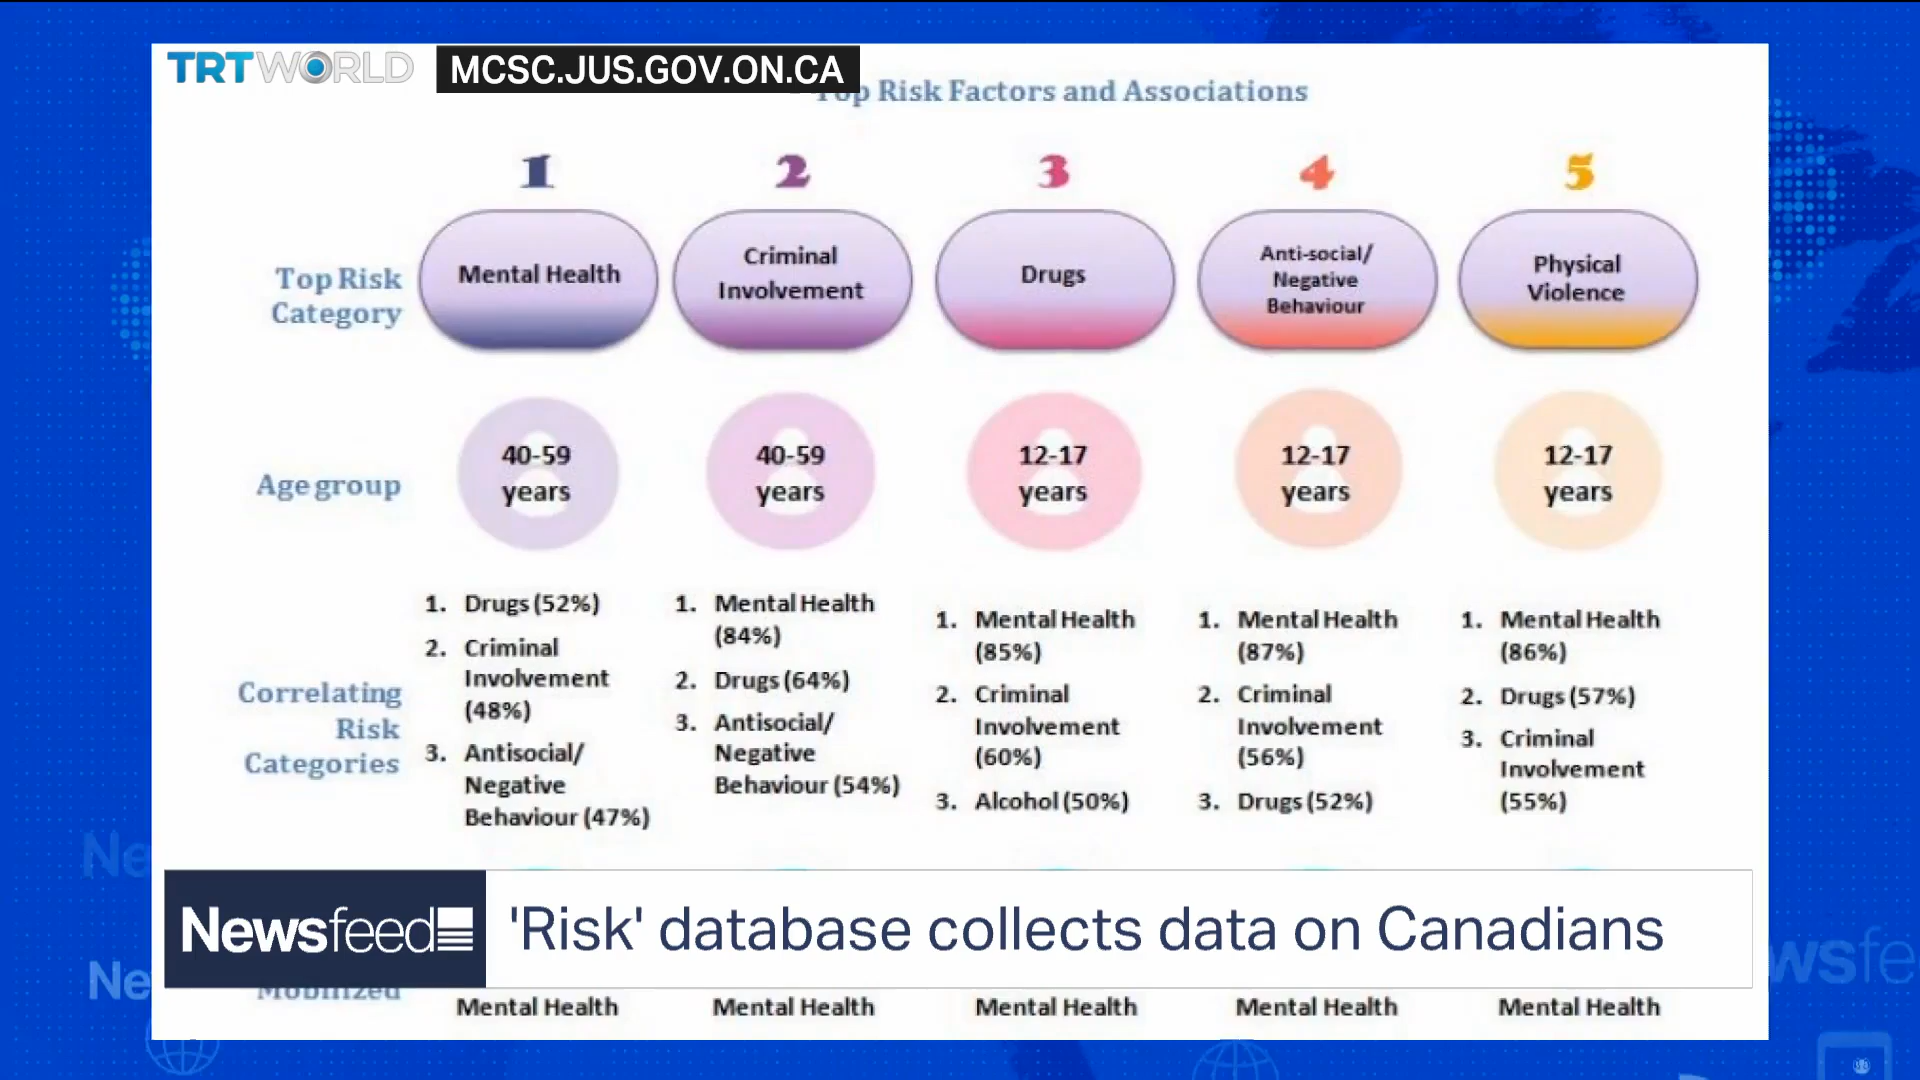 TRT WORLD
MCSC.JUS.GOV.ON.CA
Top Risk Factors and Associations
1 2 3 4 5
Top Risk
Category
Mental Health
Criminal
Involvement
Drugs
Anti-social/
Negative
Behaviour
Physical
Violence
Age group
40-59
years
40-59
years
12-17
years
12-17
years
12-17
years
Correlating
Risk
Categories
1. Drugs (52%)
2. Criminal
Involvement
(48%)
3. Antisocial/
Negative
Behaviour (47%)
1. Mental Health
(84%)
2. Drugs (64%)
3. Antisocial/
Negative
Behaviour (54%)
1. Mental Health
(85%)
2. Criminal
Involvement
(60%)
3. Alcohol (50%)
1. Mental Health
(87%)
2. Criminal
Involvement
(56%)
3. Drugs (52%)
1. Mental Health
(86%)
2. Drugs (57%)
3. Criminal
Involvement
(55%)
Newsfeed
'Risk' database collects data on Canadians
Mobilized
Mental Health
Mental Health
Mental Health
Mental Health
Mental Health